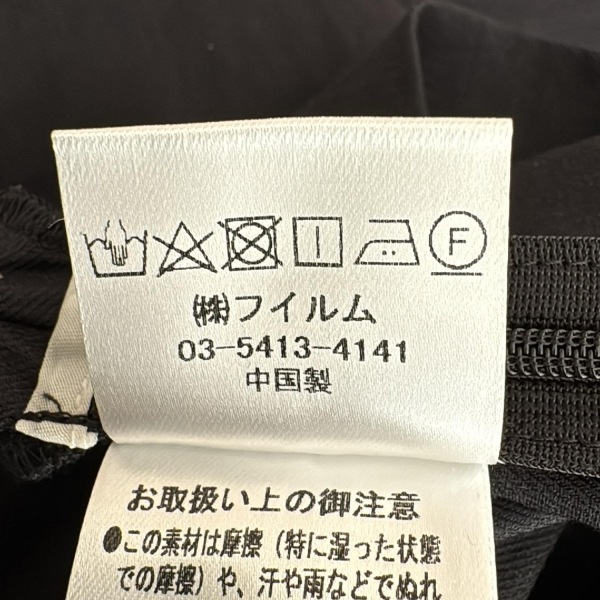 F
(株)フイルム
03-5413-4141
中国製
お取扱い上の御注意
●この素材は摩擦(特に湿った状態
での摩擦)や、汗や雨などでぬれ